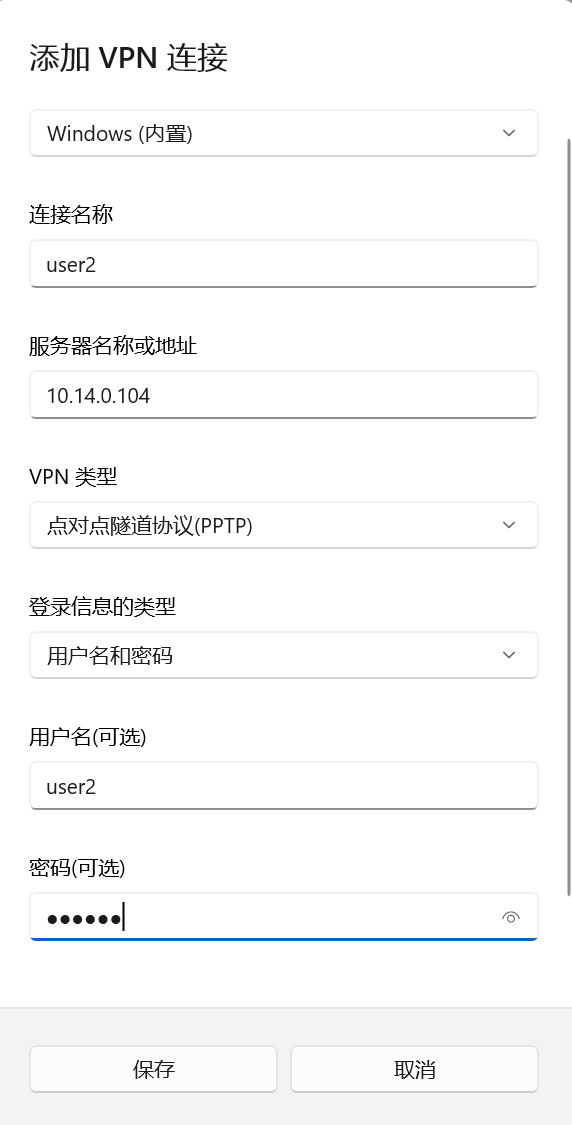 添加 VPN 连接
Windows (内置)
连接名称
user2
服务器名称或地址
10.14.0.104
VPN 类型
点对点隧道协议(PPTP)
登录信息的类型
用户名和密码
用户名(可选)
user2
密码(可选)
●●●●●●
保存
取消